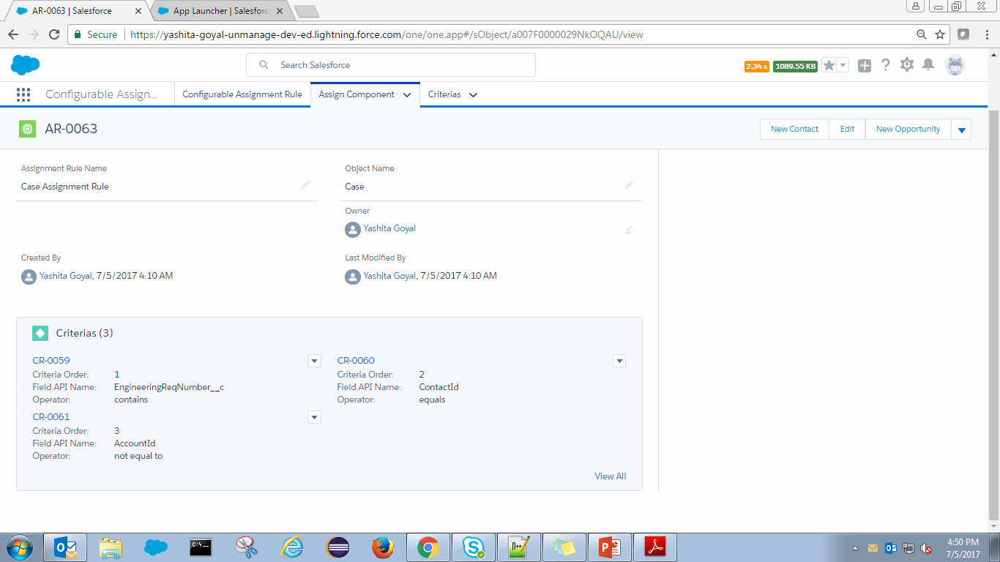 AR-0063 | Salesforce
App Launcher | Salesforc
Secure
https://yashita-goyal-unmanage-dev-ed.lightning.force.com/one/one.app#/sObject/a007F0000029NkOQAU/view
Search Salesforce
2.34 s
1089.55 KB
Configurable Assign..
Configurable Assignment Rule
Assign Component
Criterias
AR-0063
New Contact
Edit
New Opportunity
Assignment Rule Name
Object Name
Case Assignment Rule
Case
Owner
Yashita Goyal
Created By
Last Modified By
Yashita Goyal, 7/5/2017 4:10 AM
Yashita Goyal, 7/5/2017 4:10 AM
Criterias (3)
CR-0059
Criteria Order: 1
Field API Name: EngineeringReqNumber__c
Operator: contains
CR-0060
Criteria Order: 2
Field API Name: ContactId
Operator: equals
CR-0061
Criteria Order: 3
Field API Name: AccountId
Operator: not equal to
View All
4:50 PM
7/5/2017